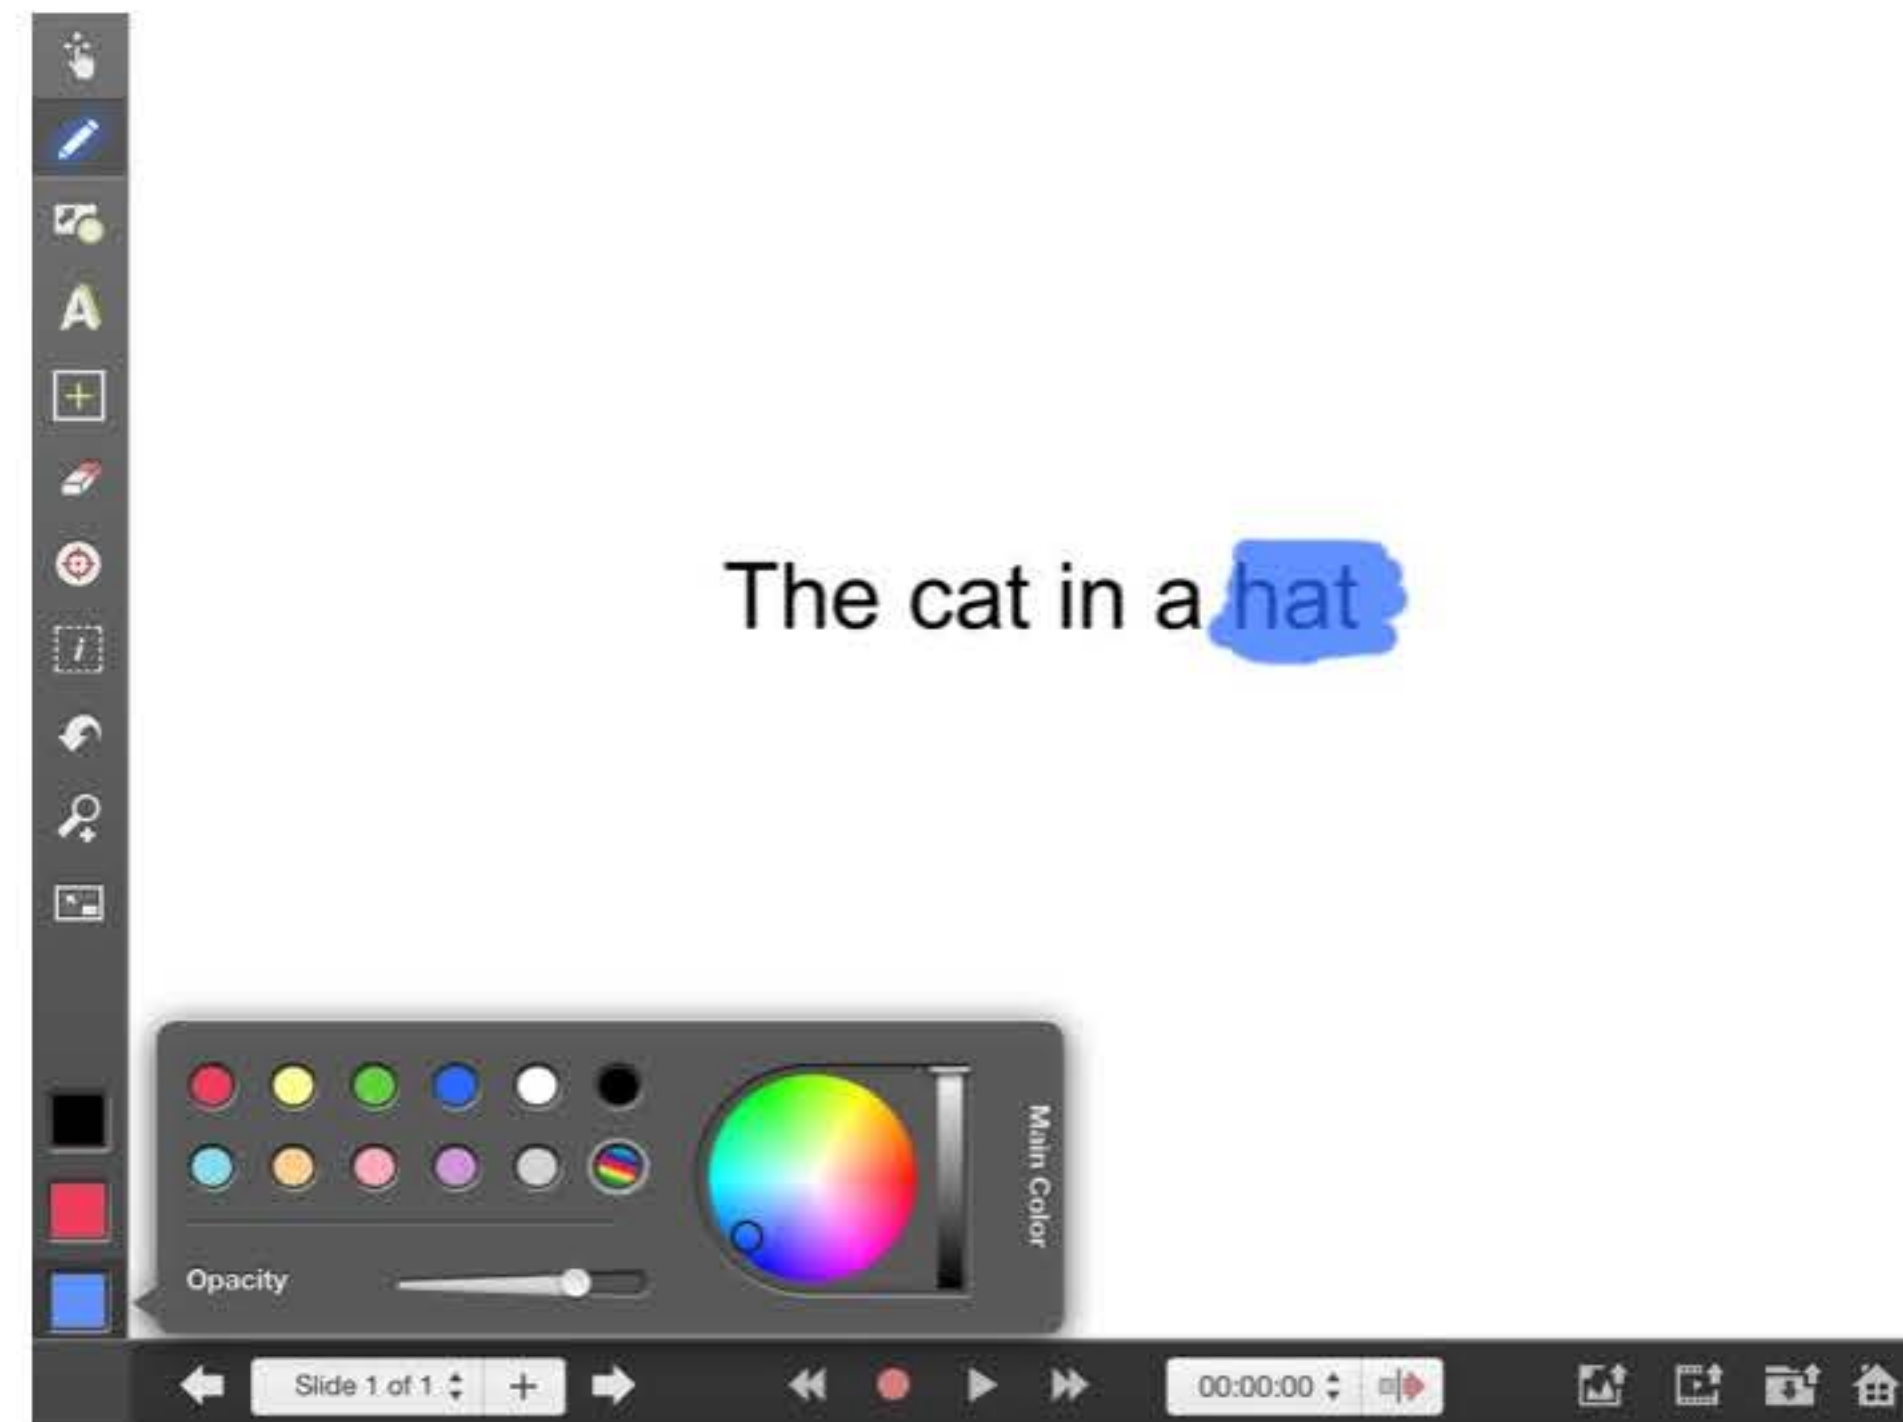 The cat in a hat
Main Color
Opacity
Slide 1 of 1
00:00:00